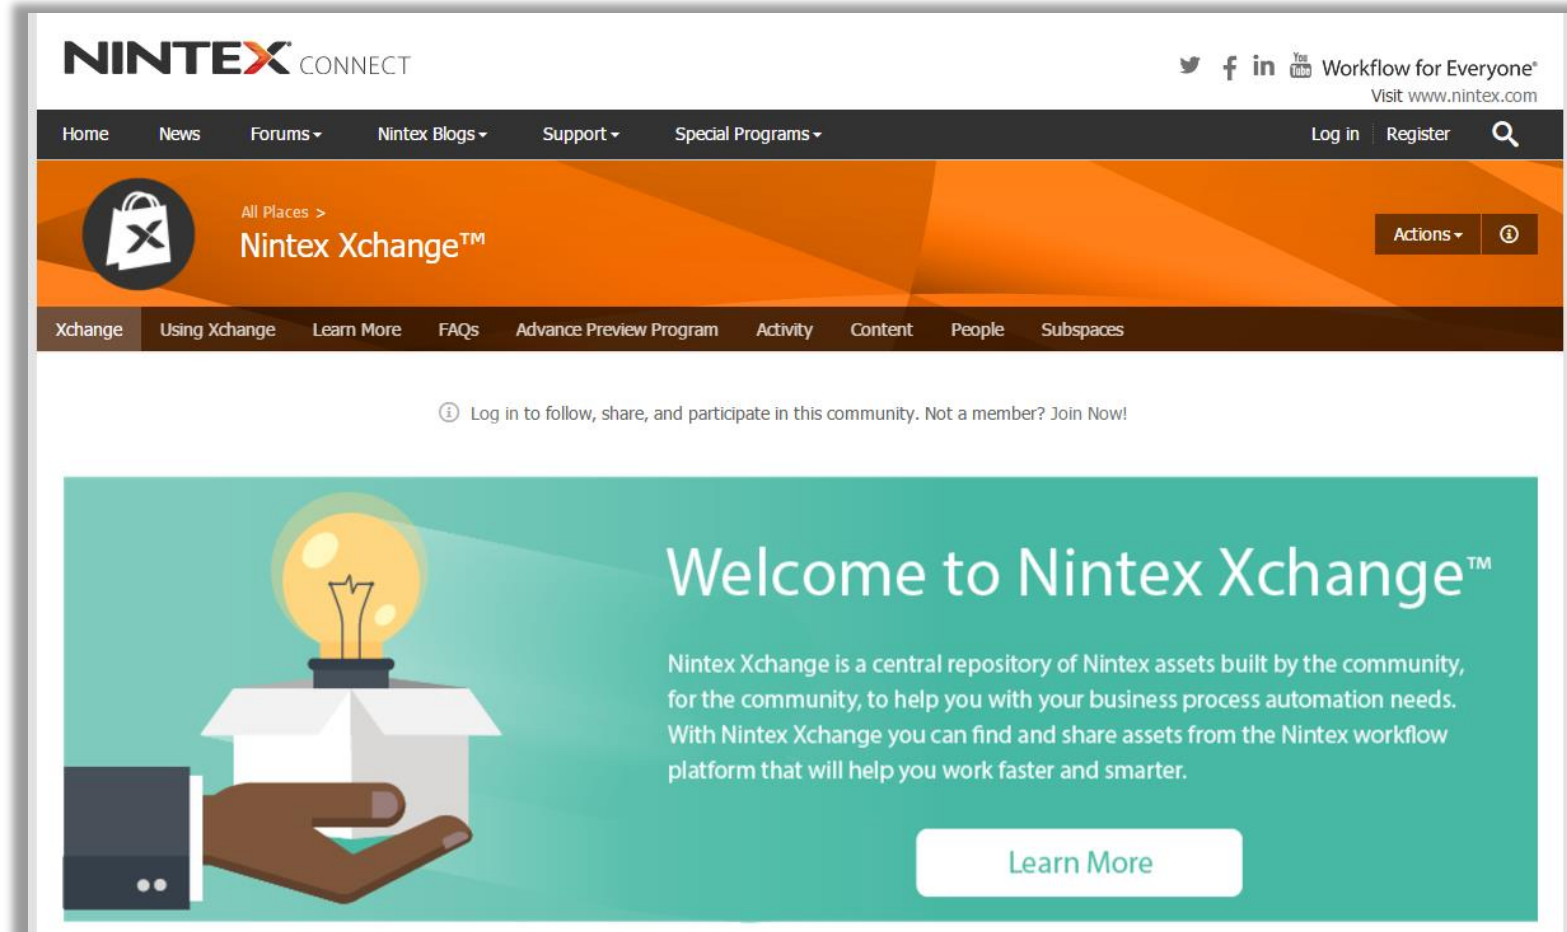 NINTEX CONNECT
Workflow for Everyone®
Visit www.nintex.com
Home News Forums Nintex Blogs Support Special Programs Log in Register
All Places >
Nintex Xchange™
Actions
Xchange Using Xchange Learn More FAQs Advance Preview Program Activity Content People Subspaces
Log in to follow, share, and participate in this community. Not a member? Join Now!
Welcome to Nintex Xchange™
Nintex Xchange is a central repository of Nintex assets built by the community,
for the community, to help you with your business process automation needs.
With Nintex Xchange you can find and share assets from the Nintex workflow
platform that will help you work faster and smarter.
Learn More